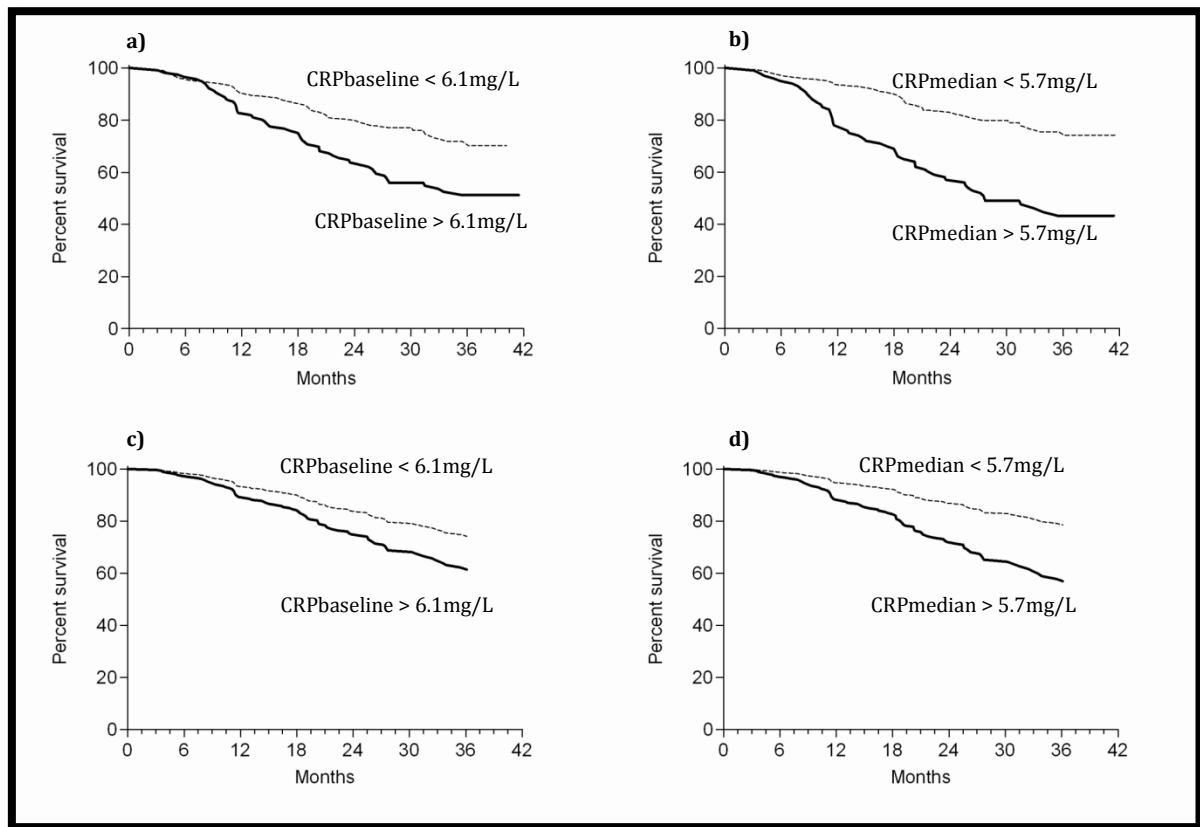 a)
CRPbaseline < 6.1mg/L
CRPbaseline > 6.1mg/L
Percent survival
100
80
60
40
20
0
0 6 12 18 24 30 36 42
Months
b)
CRPmedian < 5.7mg/L
CRPmedian > 5.7mg/L
Percent survival
100
80
60
40
20
0
0 6 12 18 24 30 36 42
Months
c)
CRPbaseline < 6.1mg/L
CRPbaseline > 6.1mg/L
Percent survival
100
80
60
40
20
0
0 6 12 18 24 30 36 42
Months
d)
CRPmedian < 5.7mg/L
CRPmedian > 5.7mg/L
Percent survival
100
80
60
40
20
0
0 6 12 18 24 30 36 42
Months